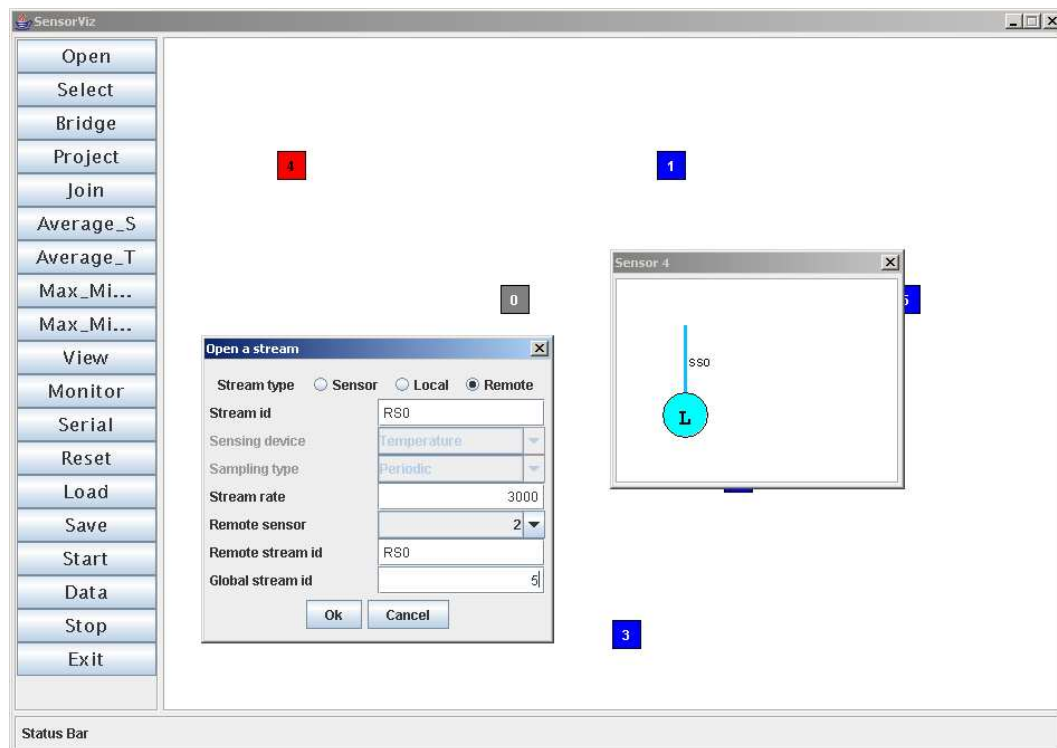 SensorViz
Open
Select
Bridge
Project
Join
Average_S
Average_T
Max_Mi...
Max_Mi...
View
Monitor
Serial
Reset
Load
Save
Start
Data
Stop
Exit
4
1
0
Sensor 4
SS0
L
Open a stream
Stream type Sensor Local Remote
Stream id RS0
Sensing device Temperature
Sampling type Periodic
Stream rate 3000
Remote sensor 2
Remote stream id RS0
Global stream id 5
Ok Cancel
3
Status Bar